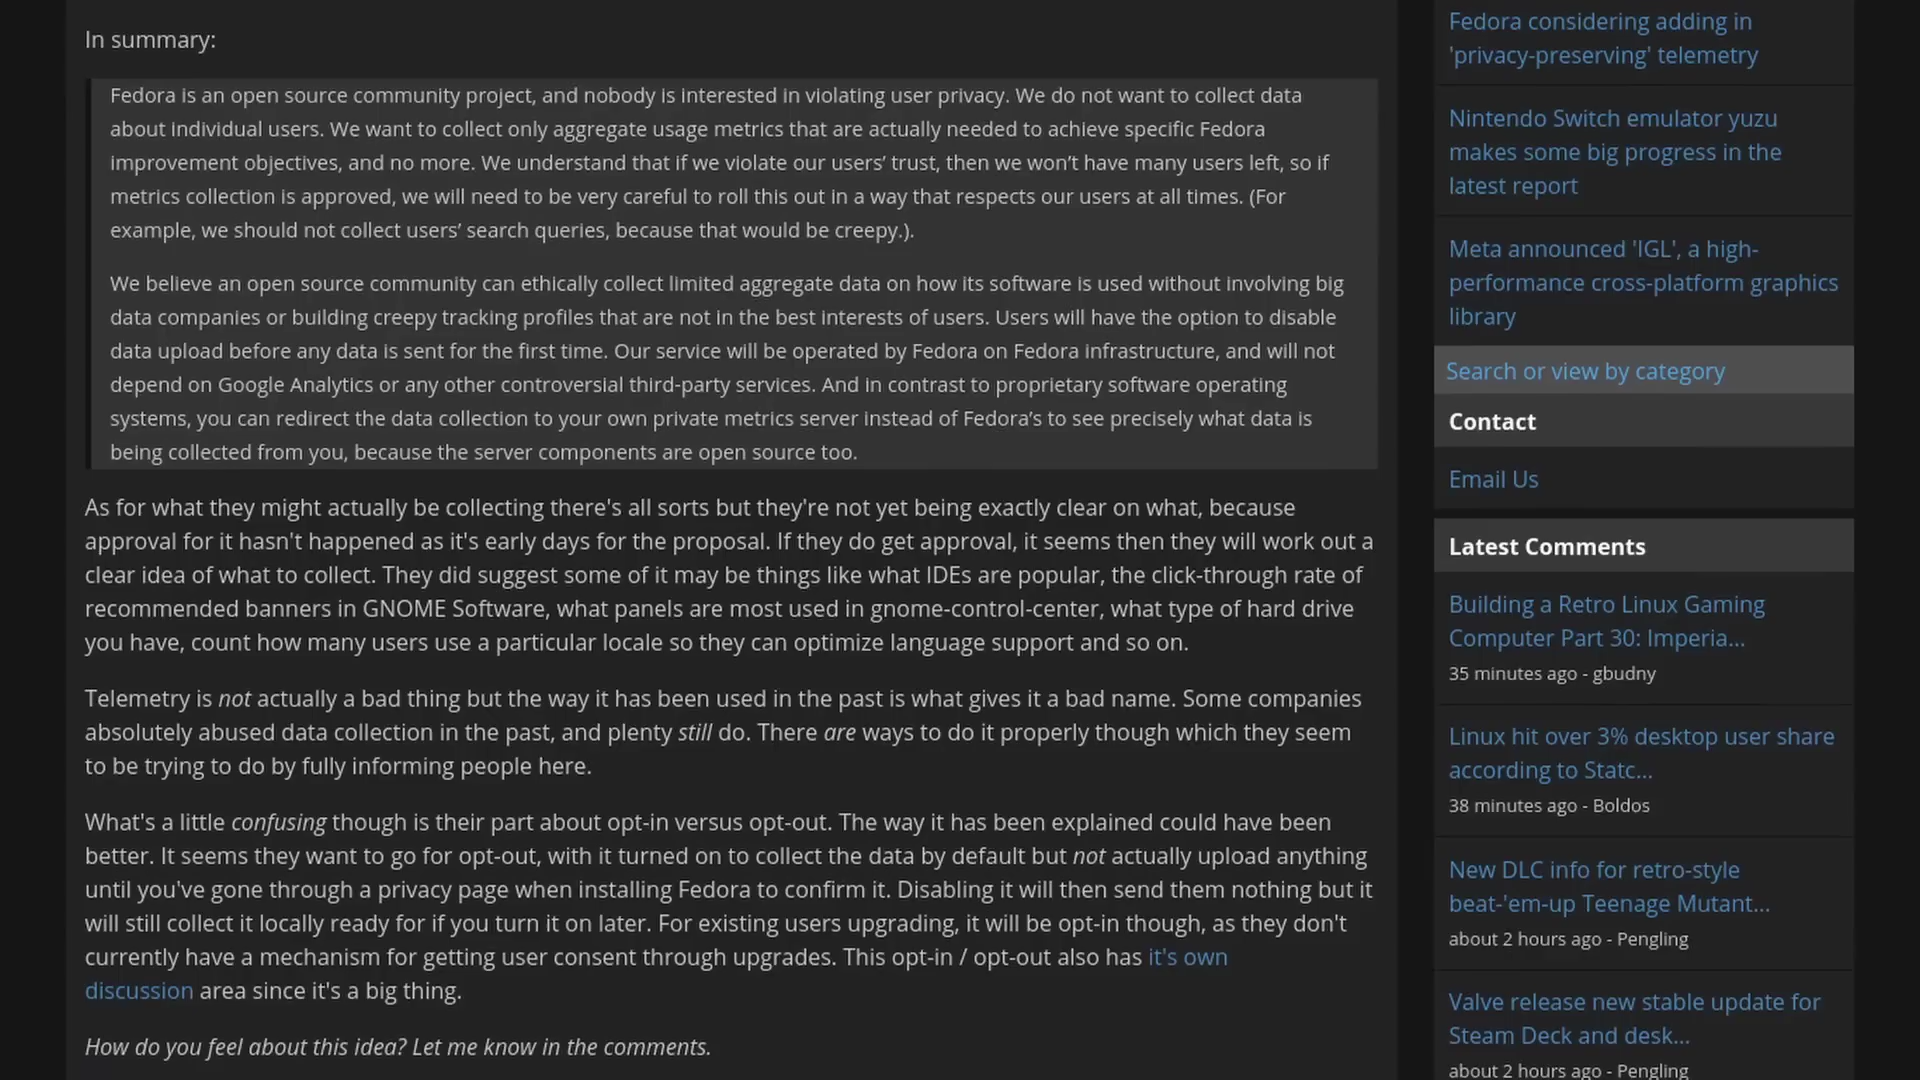 In summary:
Fedora is an open source community project, and nobody is interested in violating user privacy. We do not want to collect data
about individual users. We want to collect only aggregate usage metrics that are actually needed to achieve specific Fedora
improvement objectives, and no more. We understand that if we violate our users’ trust, then we won’t have many users left, so if
metrics collection is approved, we will need to be very careful to roll this out in a way that respects our users at all times. (For
example, we should not collect users’ search queries, because that would be creepy.).
We believe an open source community can ethically collect limited aggregate data on how its software is used without involving big
data companies or building creepy tracking profiles that are not in the best interests of users. Users will have the option to disable
data upload before any data is sent for the first time. Our service will be operated by Fedora on Fedora infrastructure, and will not
depend on Google Analytics or any other controversial third-party services. And in contrast to proprietary software operating
systems, you can redirect the data collection to your own private metrics server instead of Fedora’s to see precisely what data is
being collected from you, because the server components are open source too.
As for what they might actually be collecting there's all sorts but they're not yet being exactly clear on what, because
approval for it hasn't happened as it's early days for the proposal. If they do get approval, it seems then they will work out a
clear idea of what to collect. They did suggest some of it may be things like what IDEs are popular, the click-through rate of
recommended banners in GNOME Software, what panels are most used in gnome-control-center, what type of hard drive
you have, count how many users use a particular locale so they can optimize language support and so on.
Telemetry is not actually a bad thing but the way it has been used in the past is what gives it a bad name. Some companies
absolutely abused data collection in the past, and plenty still do. There are ways to do it properly though which they seem
to be trying to do by fully informing people here.
What's a little confusing though is their part about opt-in versus opt-out. The way it has been explained could have been
better. It seems they want to go for opt-out, with it turned on to collect the data by default but not actually upload anything
until you've gone through a privacy page when installing Fedora to confirm it. Disabling it will then send them nothing but it
will still collect it locally ready for if you turn it on later. For existing users upgrading, it will be opt-in though, as they don't
currently have a mechanism for getting user consent through upgrades. This opt-in / opt-out also has it's own
discussion area since it's a big thing.
How do you feel about this idea? Let me know in the comments.
Fedora considering adding in
'privacy-preserving' telemetry
Nintendo Switch emulator yuzu
makes some big progress in the
latest report
Meta announced 'IGL', a high-
performance cross-platform graphics
library
Search or view by category
Contact
Email Us
Latest Comments
Building a Retro Linux Gaming
Computer Part 30: Imperia...
35 minutes ago - gbudny
Linux hit over 3% desktop user share
according to Statc...
38 minutes ago - Boldos
New DLC info for retro-style
beat-'em-up Teenage Mutant...
about 2 hours ago - Pengling
Valve release new stable update for
Steam Deck and desk...
about 2 hours ago - Pengling